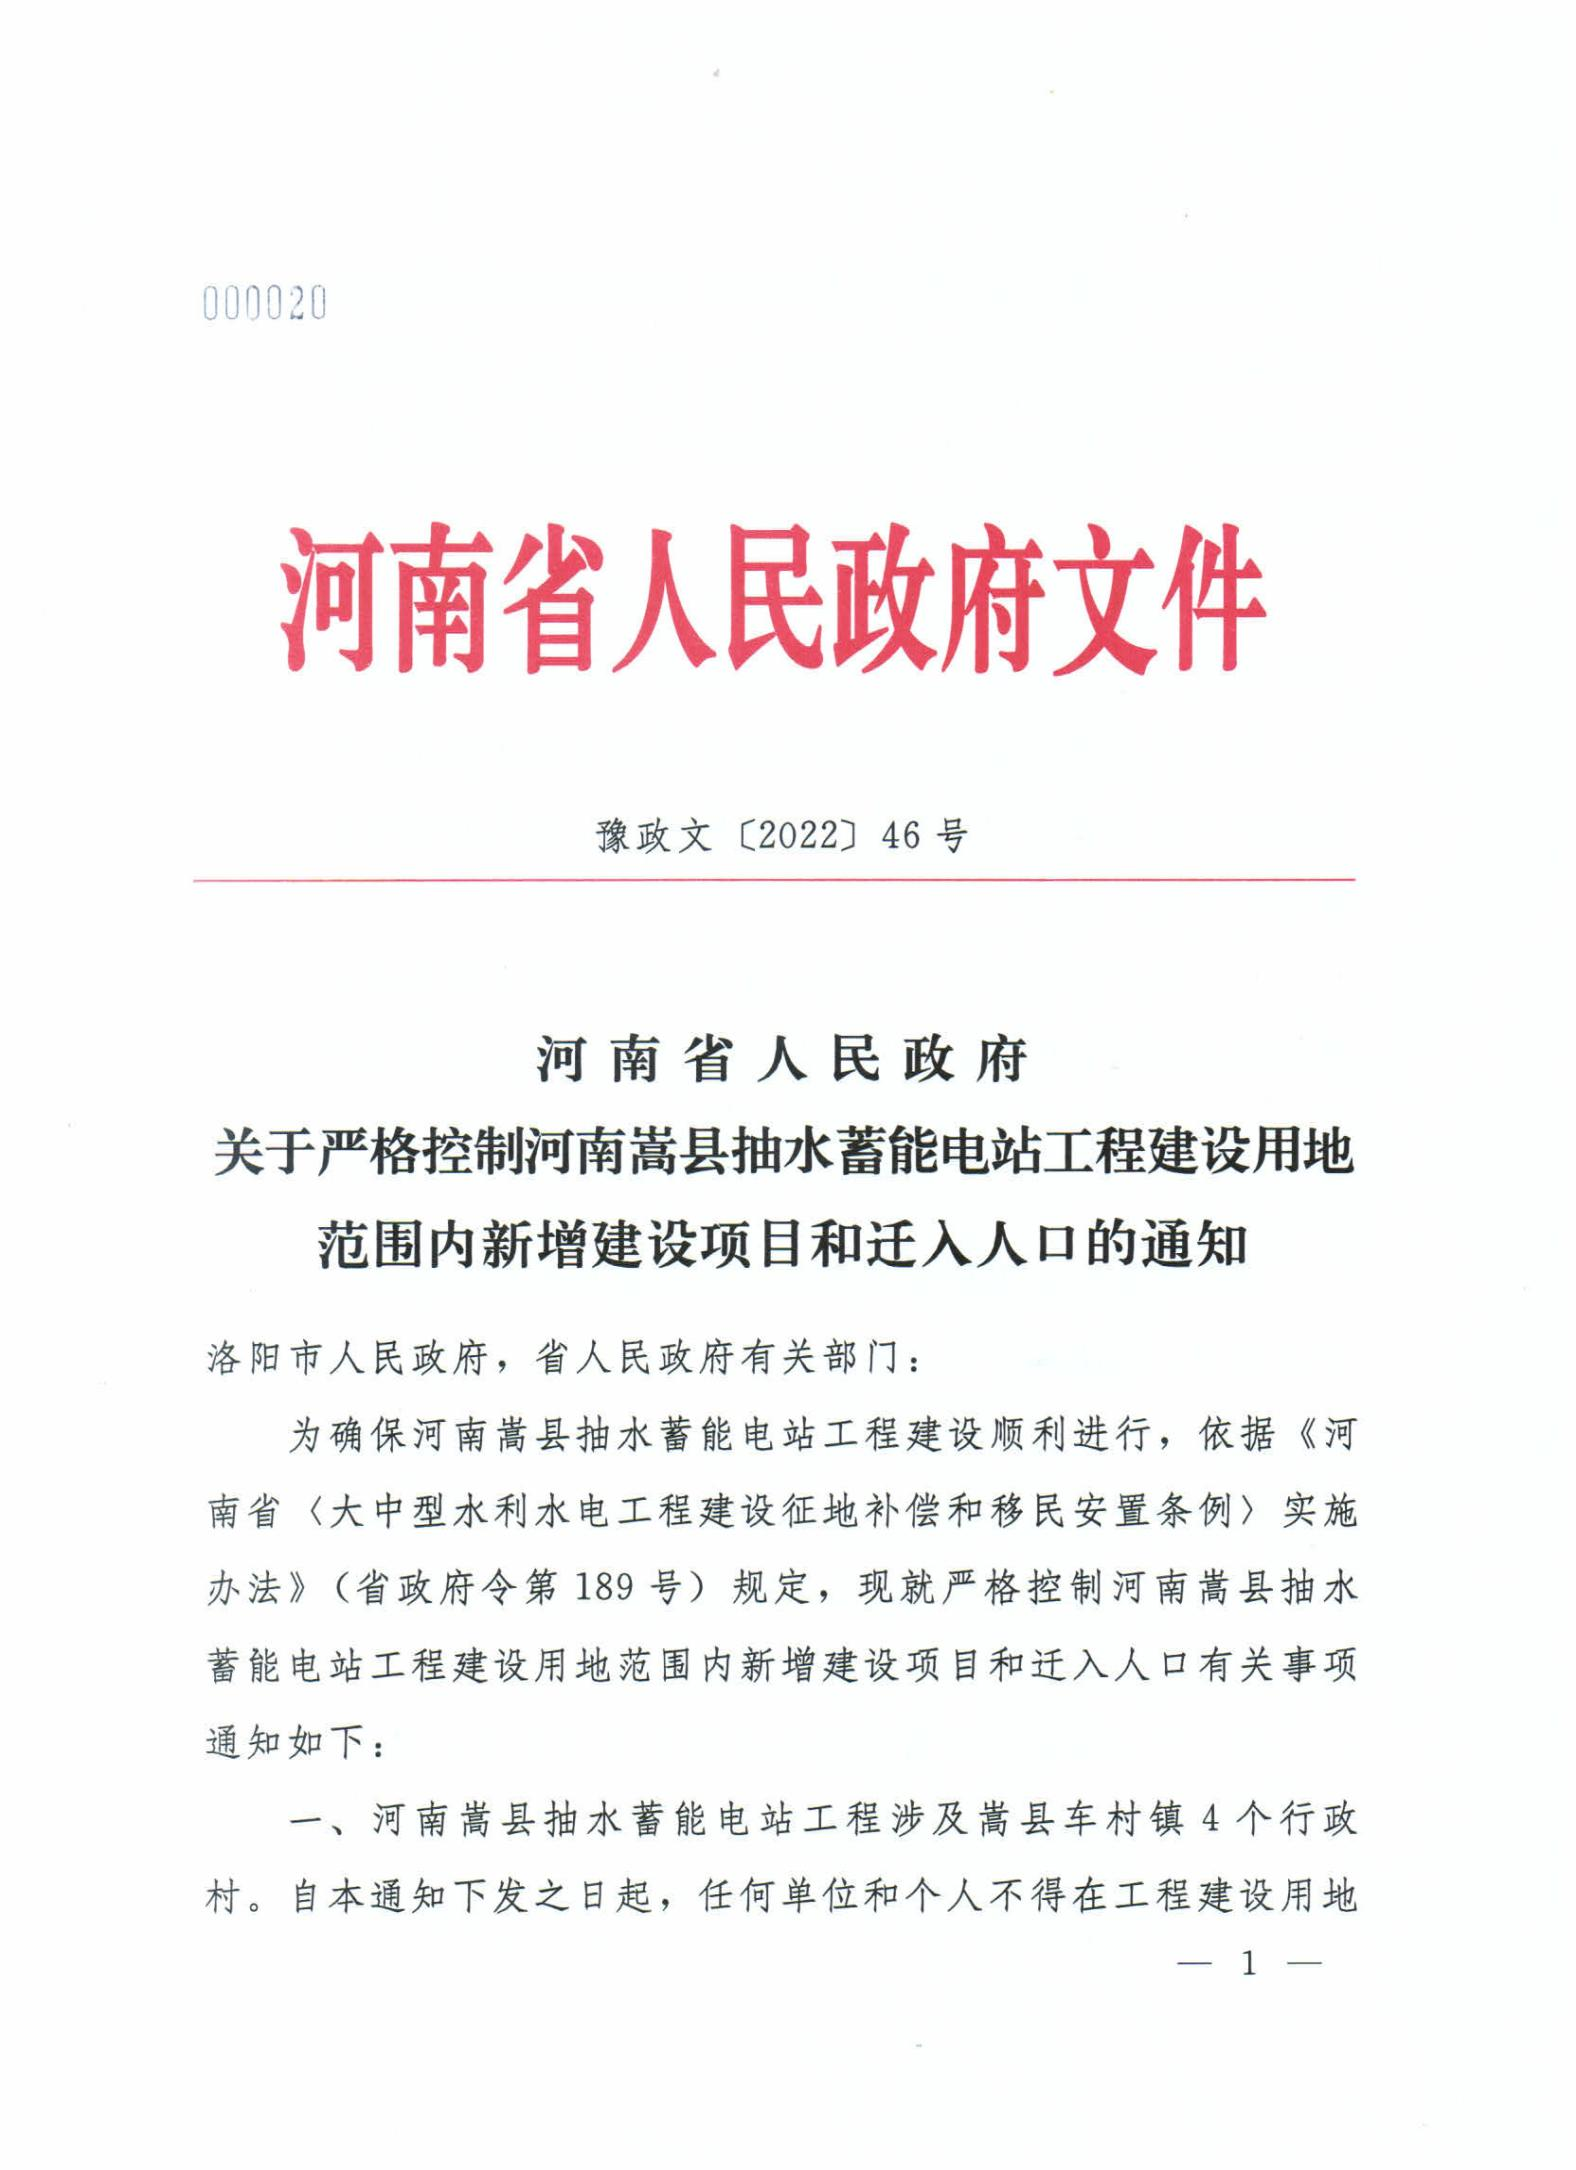 000020
河南省人民政府文件
豫政文〔2022〕46号
河南省人民政府
关于严格控制河南嵩县抽水蓄能电站工程建设用地
范围内新增建设项目和迁入人口的通知
洛阳市人民政府，省人民政府有关部门：
为确保河南嵩县抽水蓄能电站工程建设顺利进行，依据《河
南省〈大中型水利水电工程建设征地补偿和移民安置条例〉实施
办法》（省政府令第189号）规定，现就严格控制河南嵩县抽水
蓄能电站工程建设用地范围内新增建设项目和迁入人口有关事项
通知如下：
一、河南嵩县抽水蓄能电站工程涉及嵩县车村镇4个行政
村。自本通知下发之日起，任何单位和个人不得在工程建设用地
— 1 —